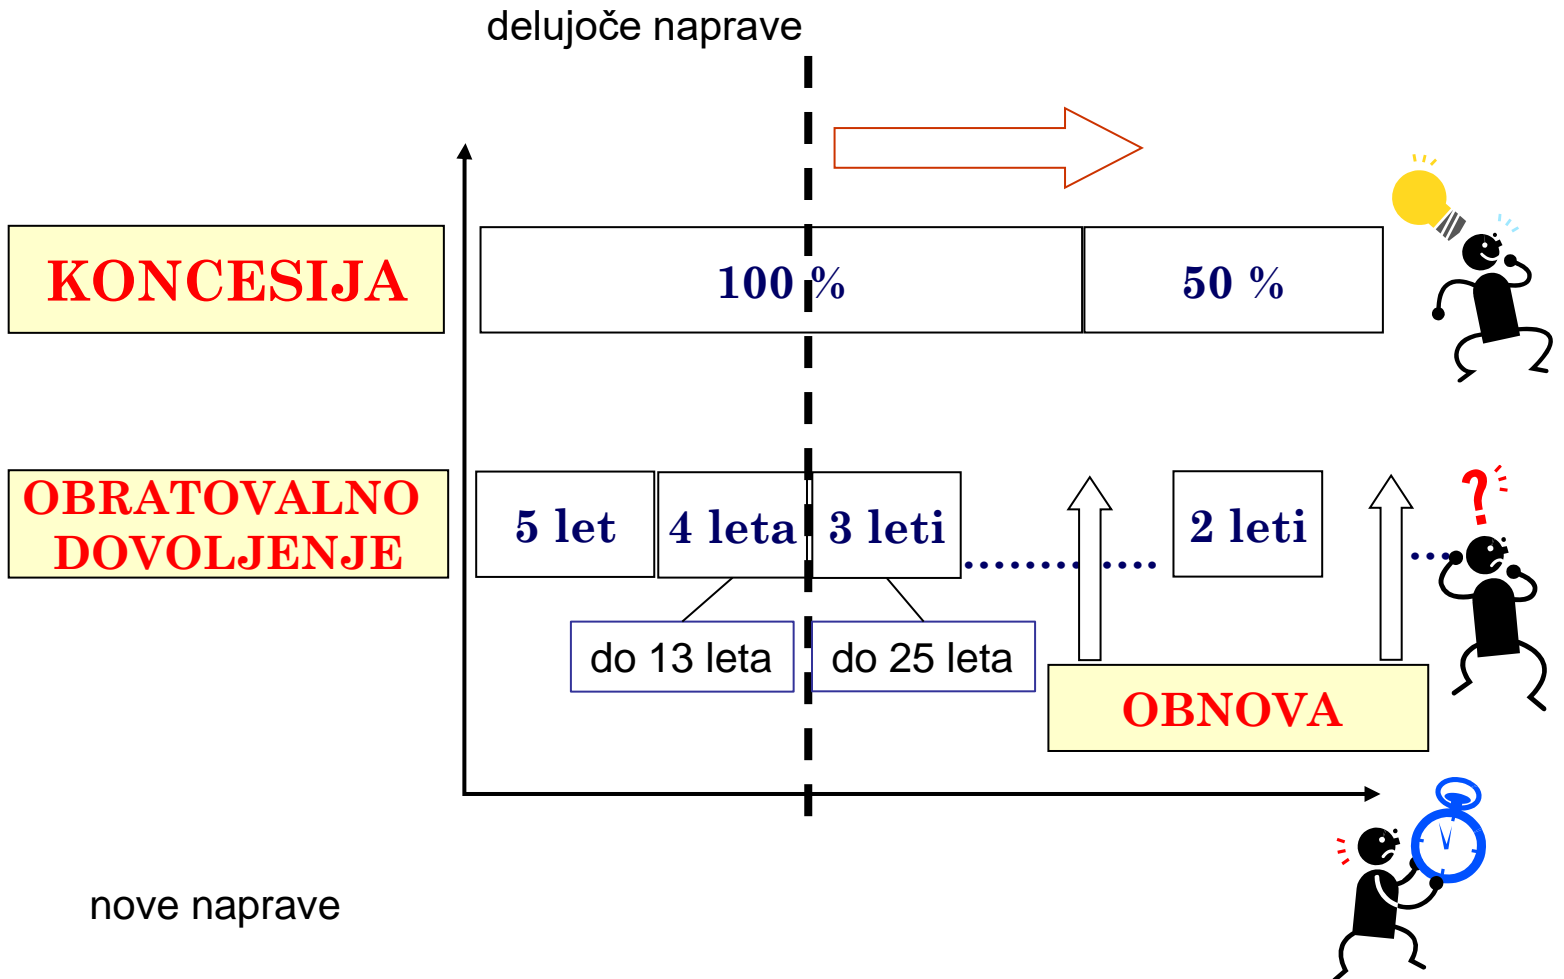 delujoče naprave
KONCESIJA
100 %
50 %
OBRATOVALNO
DOVOLJENJE
5 let
4 leta
3 leti
2 leti
?
do 13 leta
do 25 leta
OBNOVA
nove naprave